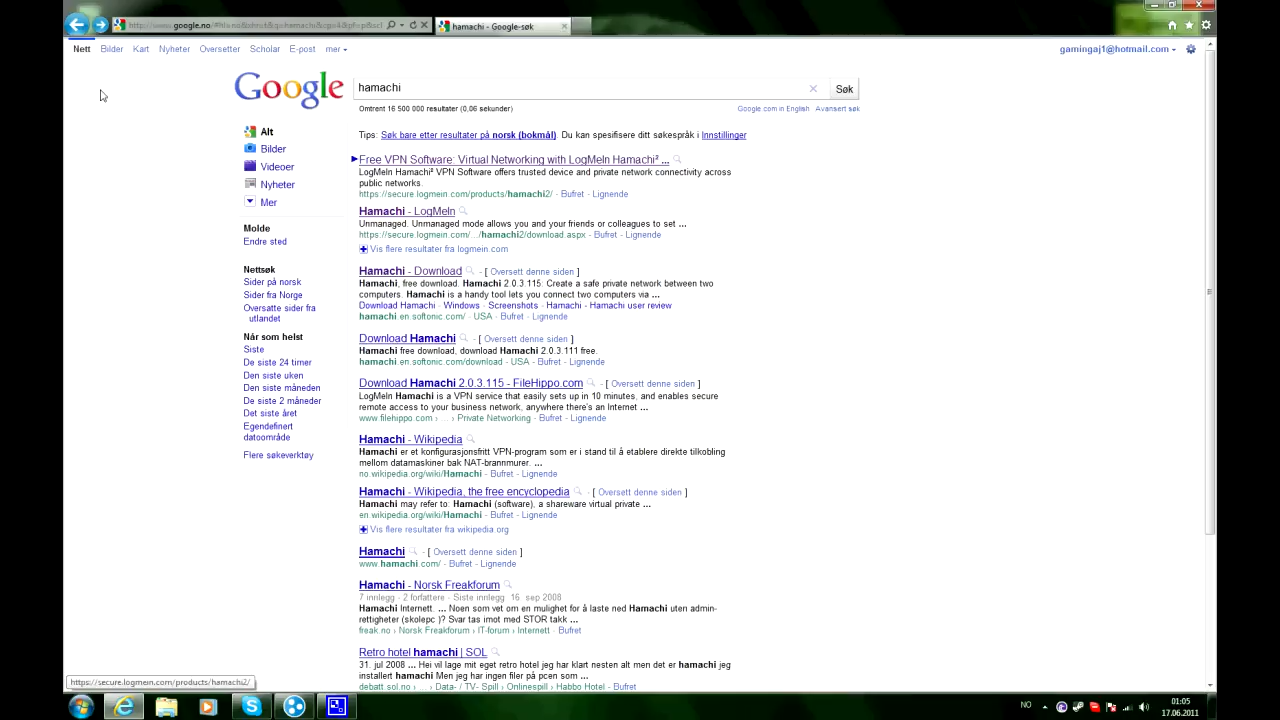 hamachi - Google-søk
Nett Bilder Kart Nyheter Oversetter Scholar E-post mer
gamingaj1@hotmail.com
Google
hamachi
Søk
Omtrent 16 500 000 resultater (0,06 sekunder)
Google.com in English Avansert søk
Alt
Bilder
Videoer
Nyheter
Mer
Molde
Endre sted
Nettsøk
Sider på norsk
Sider fra Norge
Oversatte sider fra
utlandet
Når som helst
Siste
De siste 24 timer
Den siste uken
Den siste måneden
De siste 2 måneder
Det siste året
Egendefinert
datoområde
Flere søkeverktøy
Tips: Søk bare etter resultater på norsk (bokmål). Du kan spesifisere ditt søkespråk i Innstillinger
Free VPN Software: Virtual Networking with LogMeIn Hamachi² ...
LogMeIn Hamachi² VPN Software offers trusted device and private network connectivity across
public networks.
https://secure.logmein.com/products/hamachi2/ - Bufret - Lignende
Hamachi - LogMeIn
Unmanaged. Unmanaged mode allows you and your friends or colleagues to set ...
https://secure.logmein.com/.../hamachi2/download.aspx - Bufret - Lignende
Vis flere resultater fra logmein.com
Hamachi - Download - [ Oversett denne siden ]
Hamachi, free download. Hamachi 2.0.3.115: Create a safe private network between two
computers. Hamachi is a handy tool lets you connect two computers via ...
Download Hamachi - Windows - Screenshots - Hamachi - Hamachi user review
hamachi.en.softonic.com/ - USA - Bufret - Lignende
Download Hamachi - [ Oversett denne siden ]
Hamachi free download, download Hamachi 2.0.3.111 free.
hamachi.en.softonic.com/download - USA - Bufret - Lignende
Download Hamachi 2.0.3.115 - FileHippo.com - [ Oversett denne siden ]
LogMeIn Hamachi is a VPN service that easily sets up in 10 minutes, and enables secure
remote access to your business network, anywhere there's an Internet ...
www.filehippo.com › ... › Private Networking - Bufret - Lignende
Hamachi - Wikipedia
Hamachi er et konfigurasjonsfritt VPN-program som er i stand til å etablere direkte tilkobling
mellom datamaskiner bak NAT-brannmurer. ...
no.wikipedia.org/wiki/Hamachi - Bufret - Lignende
Hamachi - Wikipedia, the free encyclopedia - [ Oversett denne siden ]
Hamachi may refer to: Hamachi (software), a shareware virtual private ...
en.wikipedia.org/wiki/Hamachi - Bufret - Lignende
Vis flere resultater fra wikipedia.org
Hamachi - [ Oversett denne siden ]
www.hamachi.com/ - Bufret - Lignende
Hamachi - Norsk Freakforum
7 innlegg - 2 forfattere - Siste innlegg: 16. sep 2008
Hamachi Internett. ... Noen som vet om en mulighet for å laste ned Hamachi uten admin-
rettigheter (skolepc )? Svar tas imot med STOR takk ...
freak.no › Norsk Freakforum › IT-forum › Internett - Bufret
Retro hotel hamachi | SOL
31. jul 2008 ... Hei vil lage mit eget retro hotel jeg har klart nesten alt men det er hamachi jeg
installert hamachi Men jeg har ingen filer på pcen som ...
debatt.sol.no › ... › Data- / TV- Spill › Onlinespill › Habbo Hotel - Bufret
https://secure.logmein.com/products/hamachi2/
NO
01:05
17.06.2011